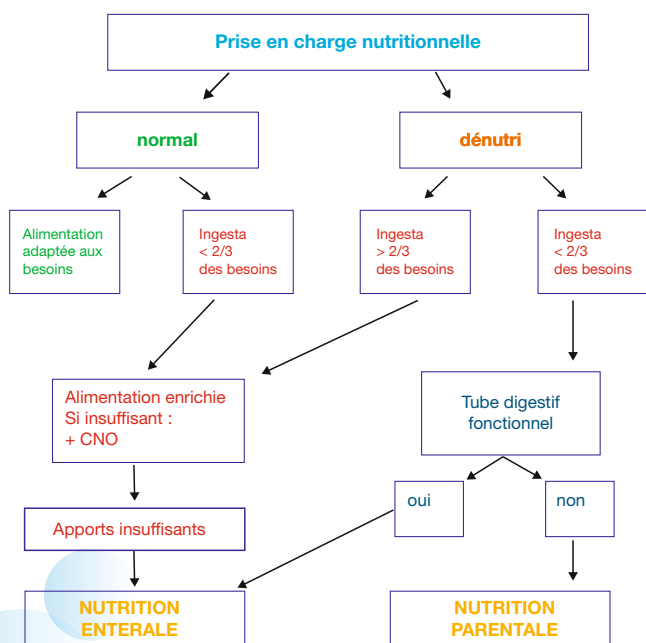 Prise en charge nutritionnelle
normal
dénutri
Alimentation
adaptée aux
besoins
Ingesta
< 2/3
des besoins
Ingesta
> 2/3
des besoins
Ingesta
< 2/3
des besoins
Alimentation enrichie
Si insuffisant :
+ CNO
Tube digestif
fonctionnel
oui
non
Apports insuffisants
NUTRITION
ENTERALE
NUTRITION
PARENTALE